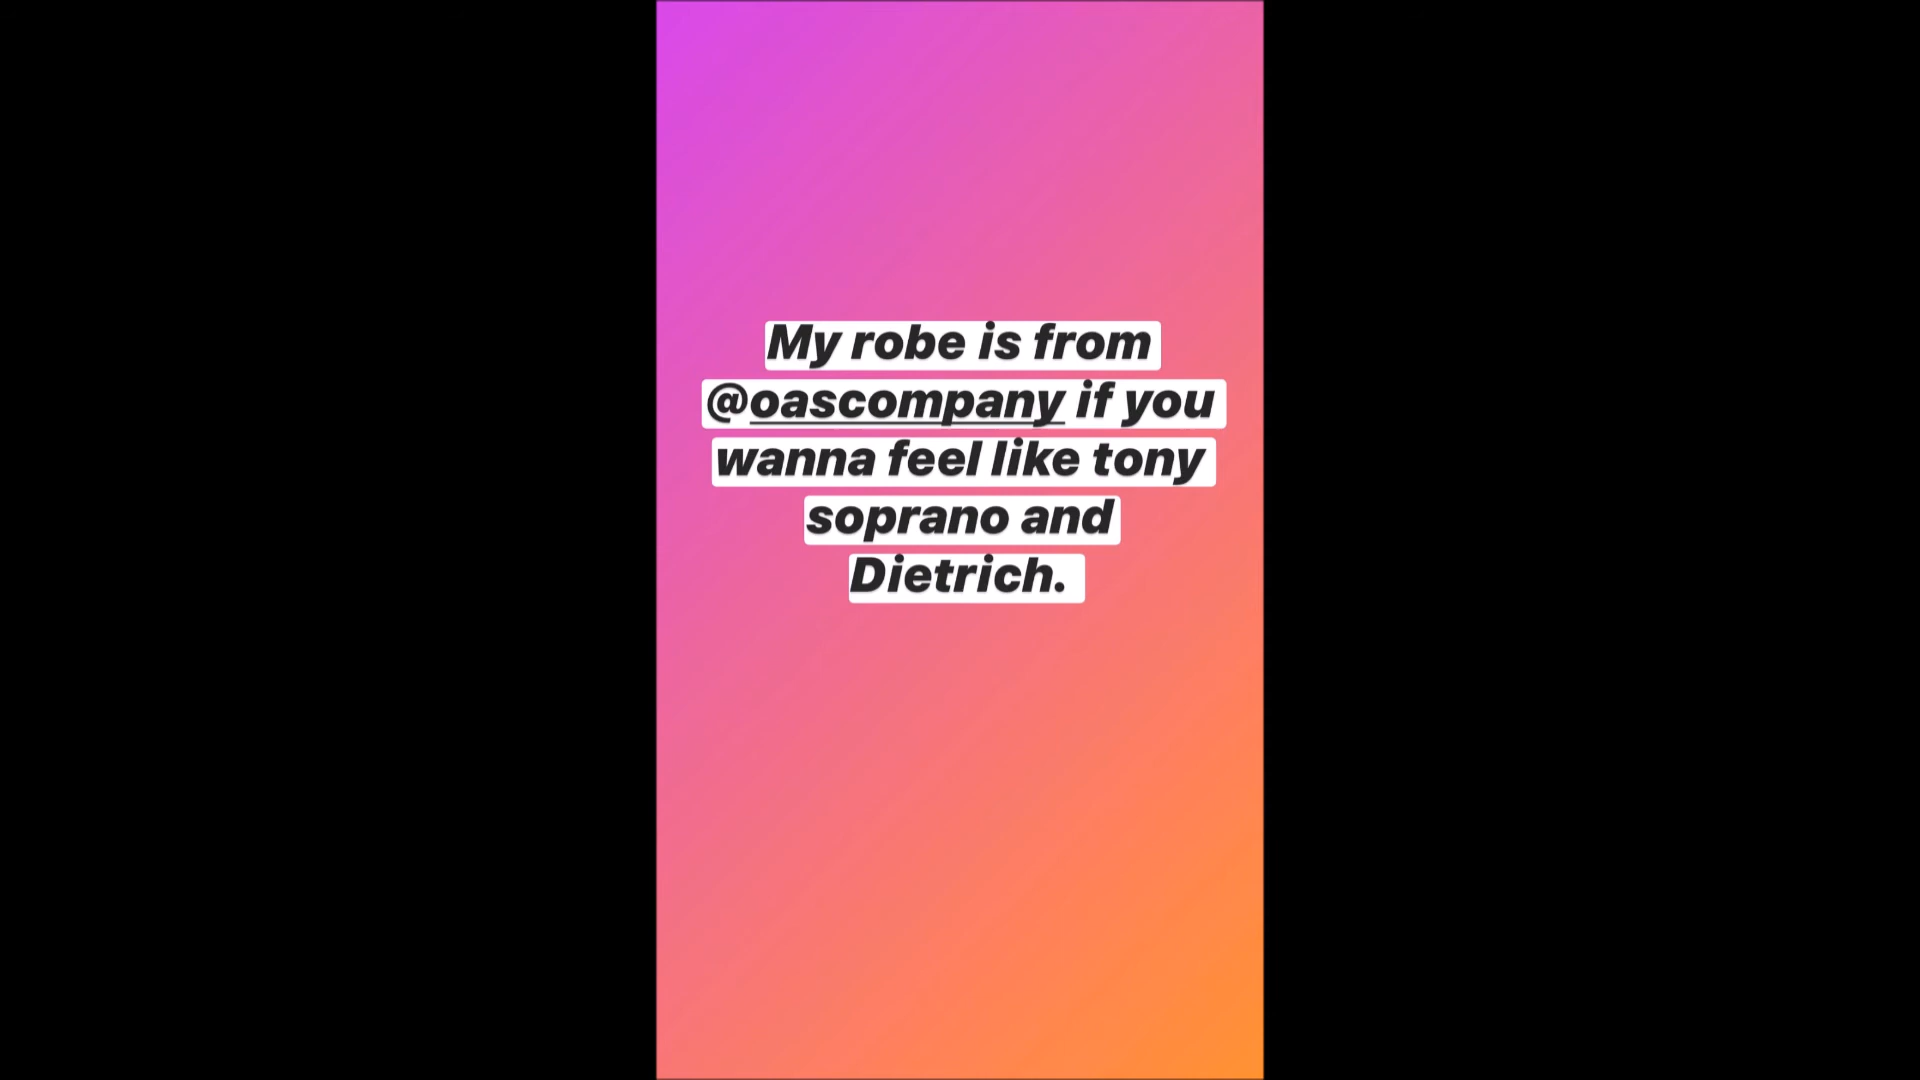 My robe is from
@oascompany if you
wanna feel like tony
soprano and
Dietrich.